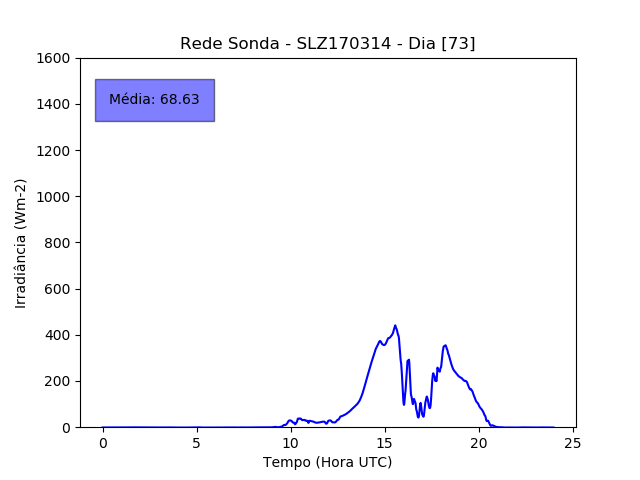 Rede Sonda - SLZ170314 - Dia [73]
Média: 68.63
Irradiância (Wm-2)
1600
1400
1200
1000
800
600
400
200
0
0 5 10 15 20 25
Tempo (Hora UTC)